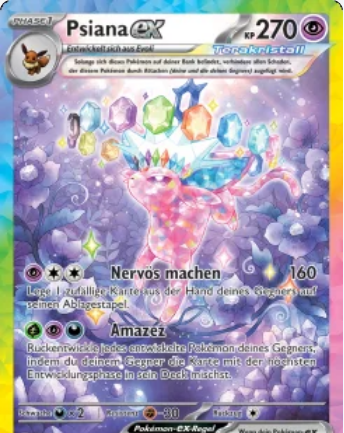 PHASE 1
Psiana ex
KP 270
Entwickelt sich aus Evoli
Terakristall
Solange sich dieses Pokémon auf deiner Bank befindet, verhindere allen Schaden,
der diesem Pokémon durch Attacken (deine und die deines Gegners) zugefügt wird.
Nervös machen 160
Lege 1 zufällige Karte aus der Hand deines Gegners auf
seinen Ablagestapel.
Amazez
Rückentwickle jedes entwickelte Pokémon deines Gegners,
indem du deinem Gegner die Karte mit der höchsten
Entwicklungsphase in sein Deck mischst.
Schwäche ×2 Resistenz -30 Rückzug
Pokémon-ex-Regel
Wenn dein Pokémon-ex